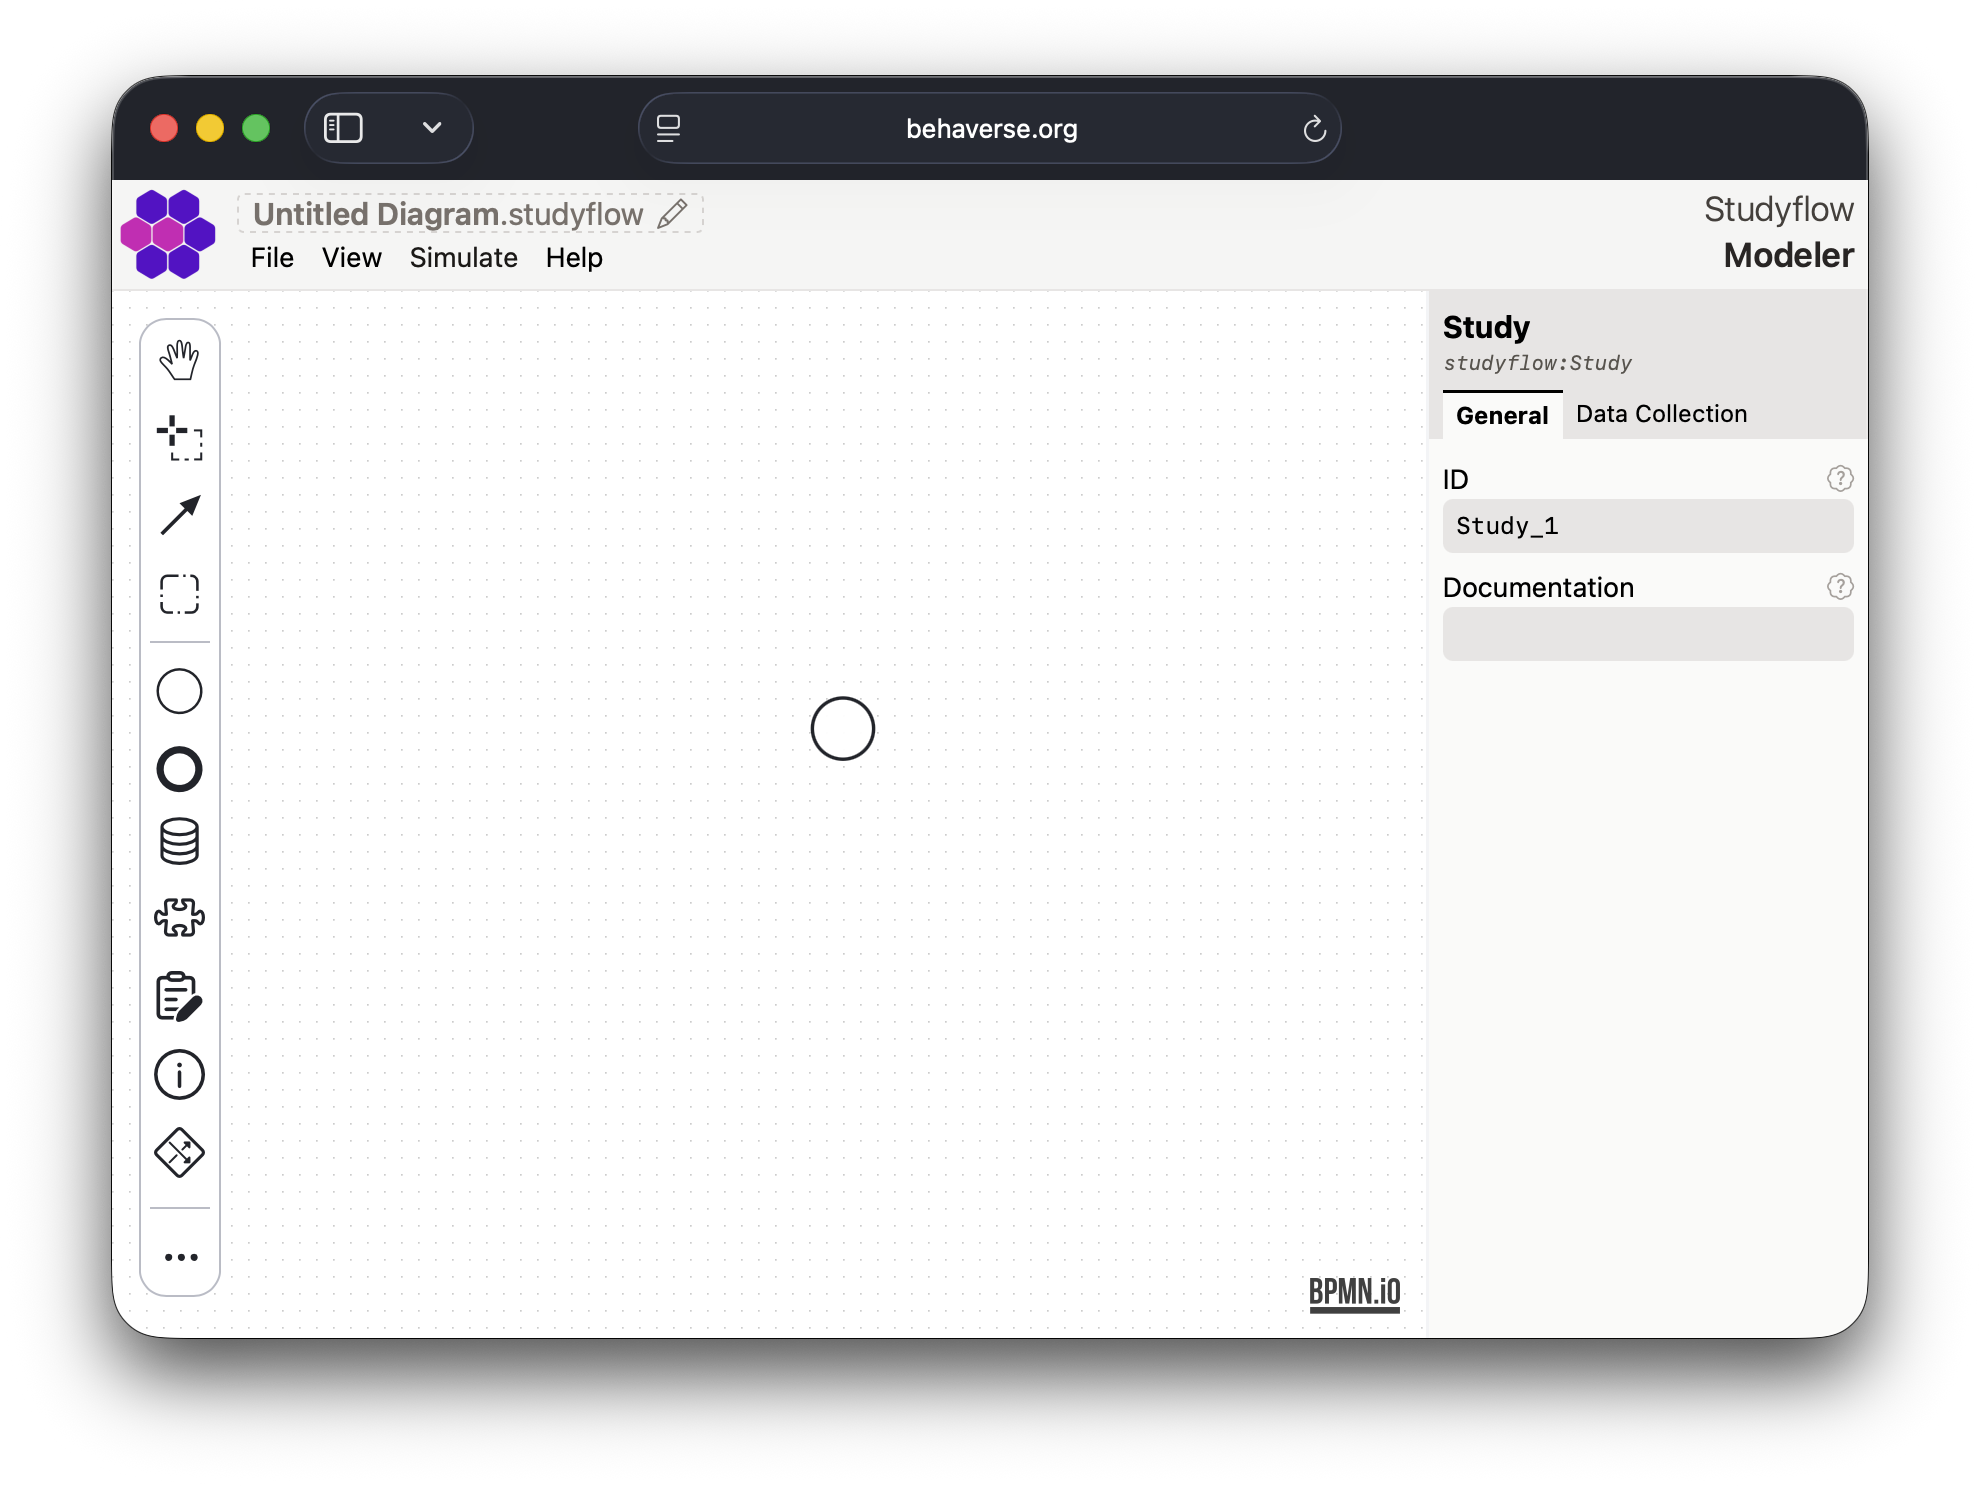 behaverse.org
Untitled Diagram.studyflow
File View Simulate Help
Studyflow
Modeler
Study
studyflow:Study
General Data Collection
ID
Study_1
Documentation
BPMN.iO